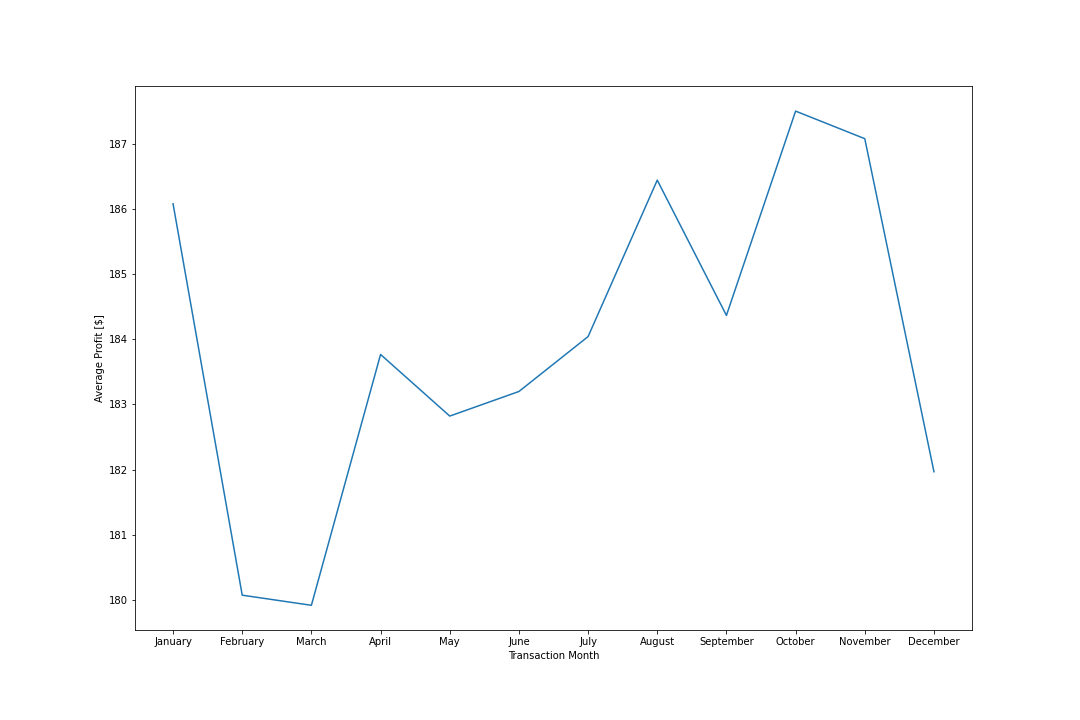 187
186
185
184
183
182
181
180
Average Profit [$]
January February March April May June July August September October November December
Transaction Month